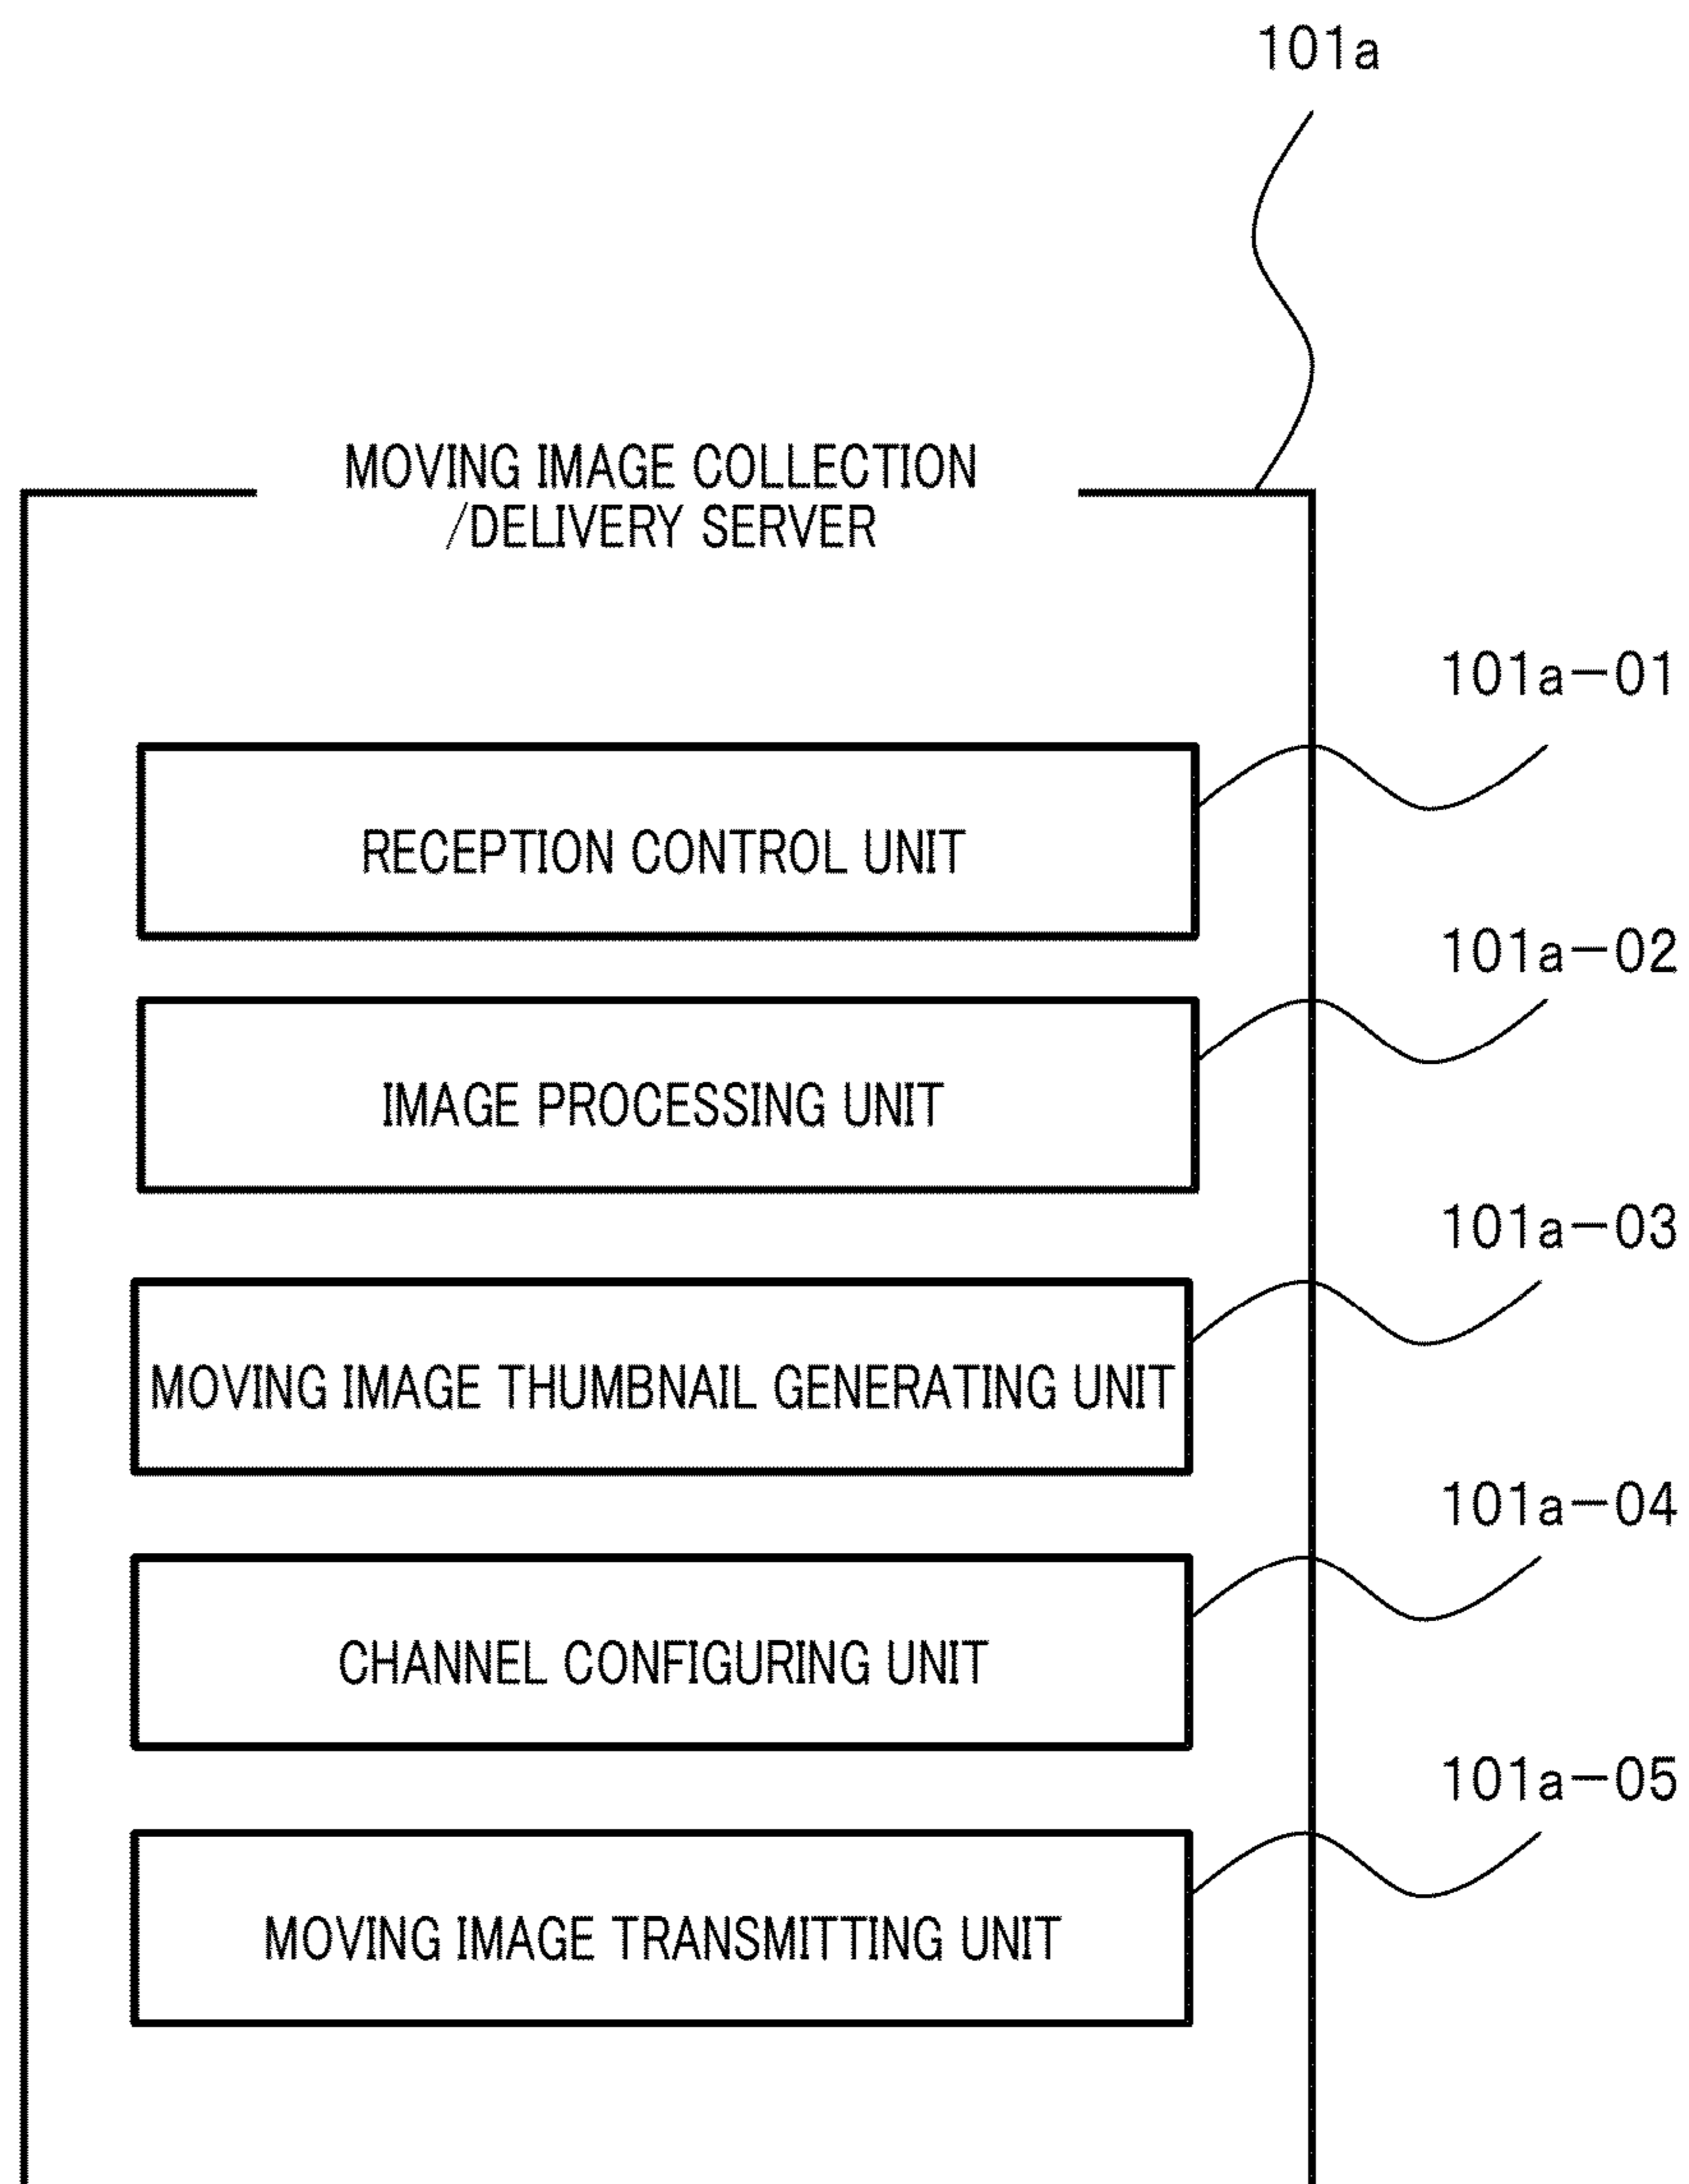 101a
MOVING IMAGE COLLECTION
/DELIVERY SERVER
101a-01
RECEPTION CONTROL UNIT
101a-02
IMAGE PROCESSING UNIT
101a-03
MOVING IMAGE THUMBNAIL GENERATING UNIT
101a-04
CHANNEL CONFIGURING UNIT
101a-05
MOVING IMAGE TRANSMITTING UNIT